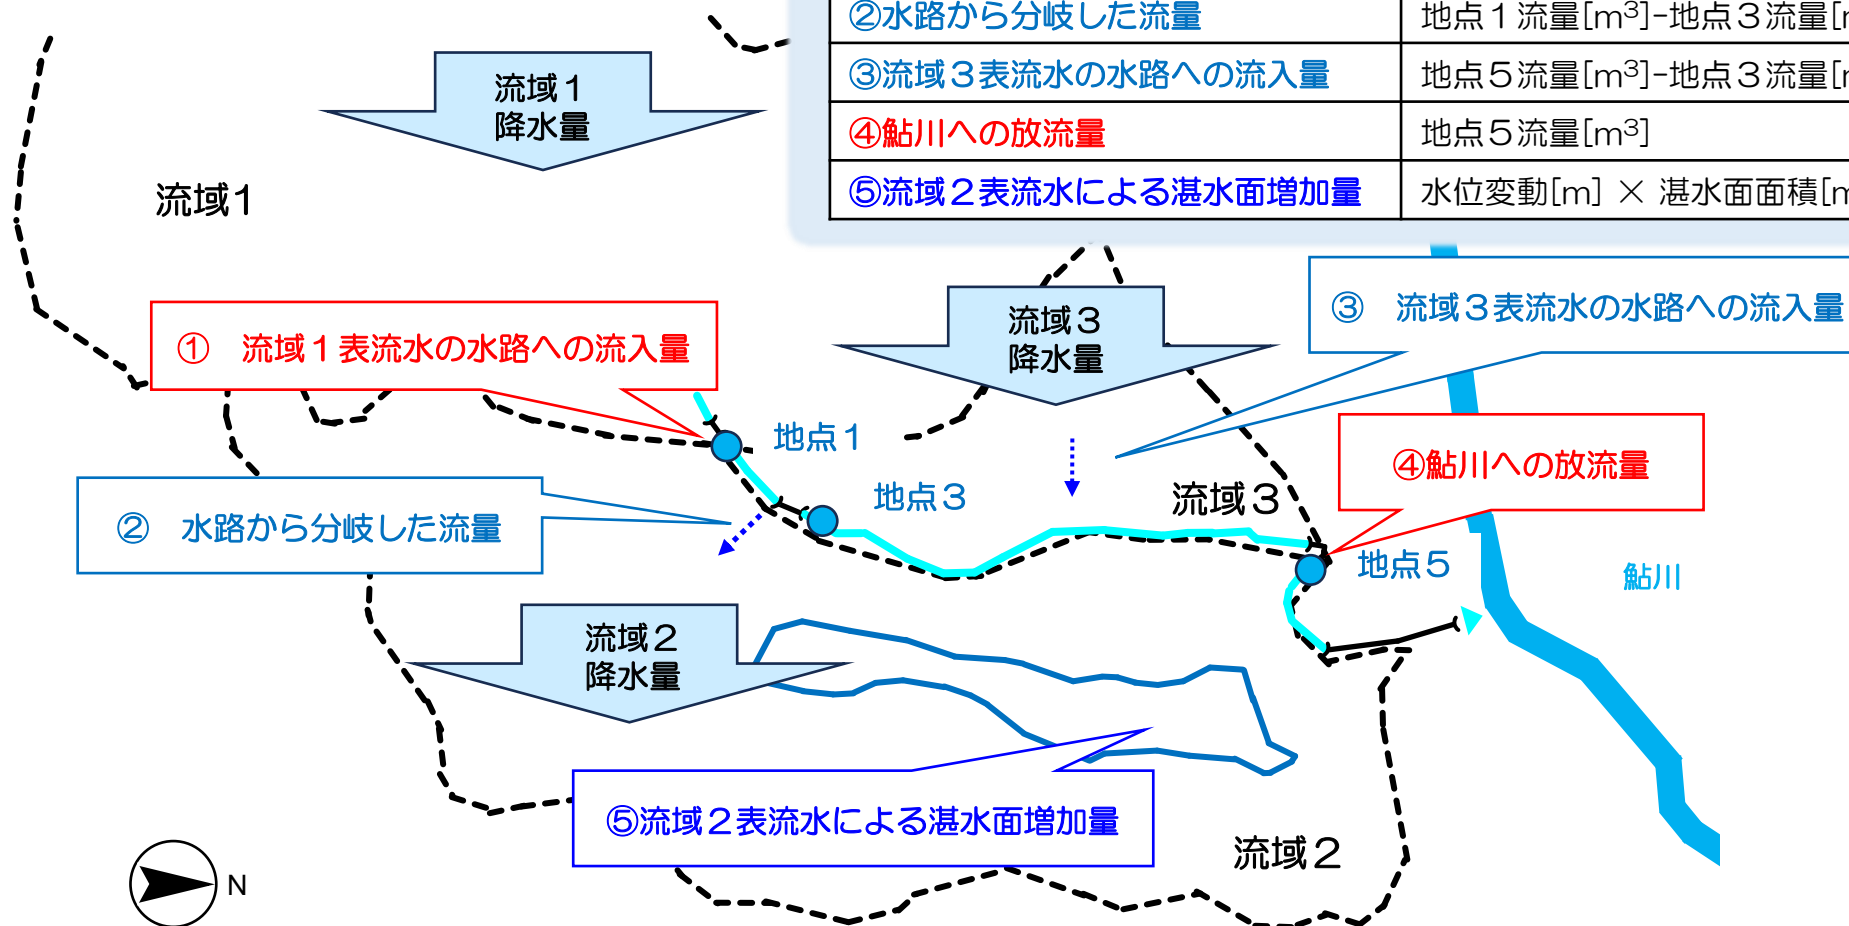 ②水路から分岐した流量
地点１流量[m³]-地点３流量[
③流域３表流水の水路への流入量
地点５流量[m³]-地点３流量[
④鮎川への放流量
地点５流量[m³]
⑤流域２表流水による湛水面増加量
水位変動[m] × 湛水面面積[
流域１
降水量
流域1
① 流域１表流水の水路への流入量
流域３
降水量
③ 流域３表流水の水路への流入量
地点１
④鮎川への放流量
地点３
流域３
② 水路から分岐した流量
地点５
鮎川
流域２
降水量
⑤流域２表流水による湛水面増加量
流域２
N